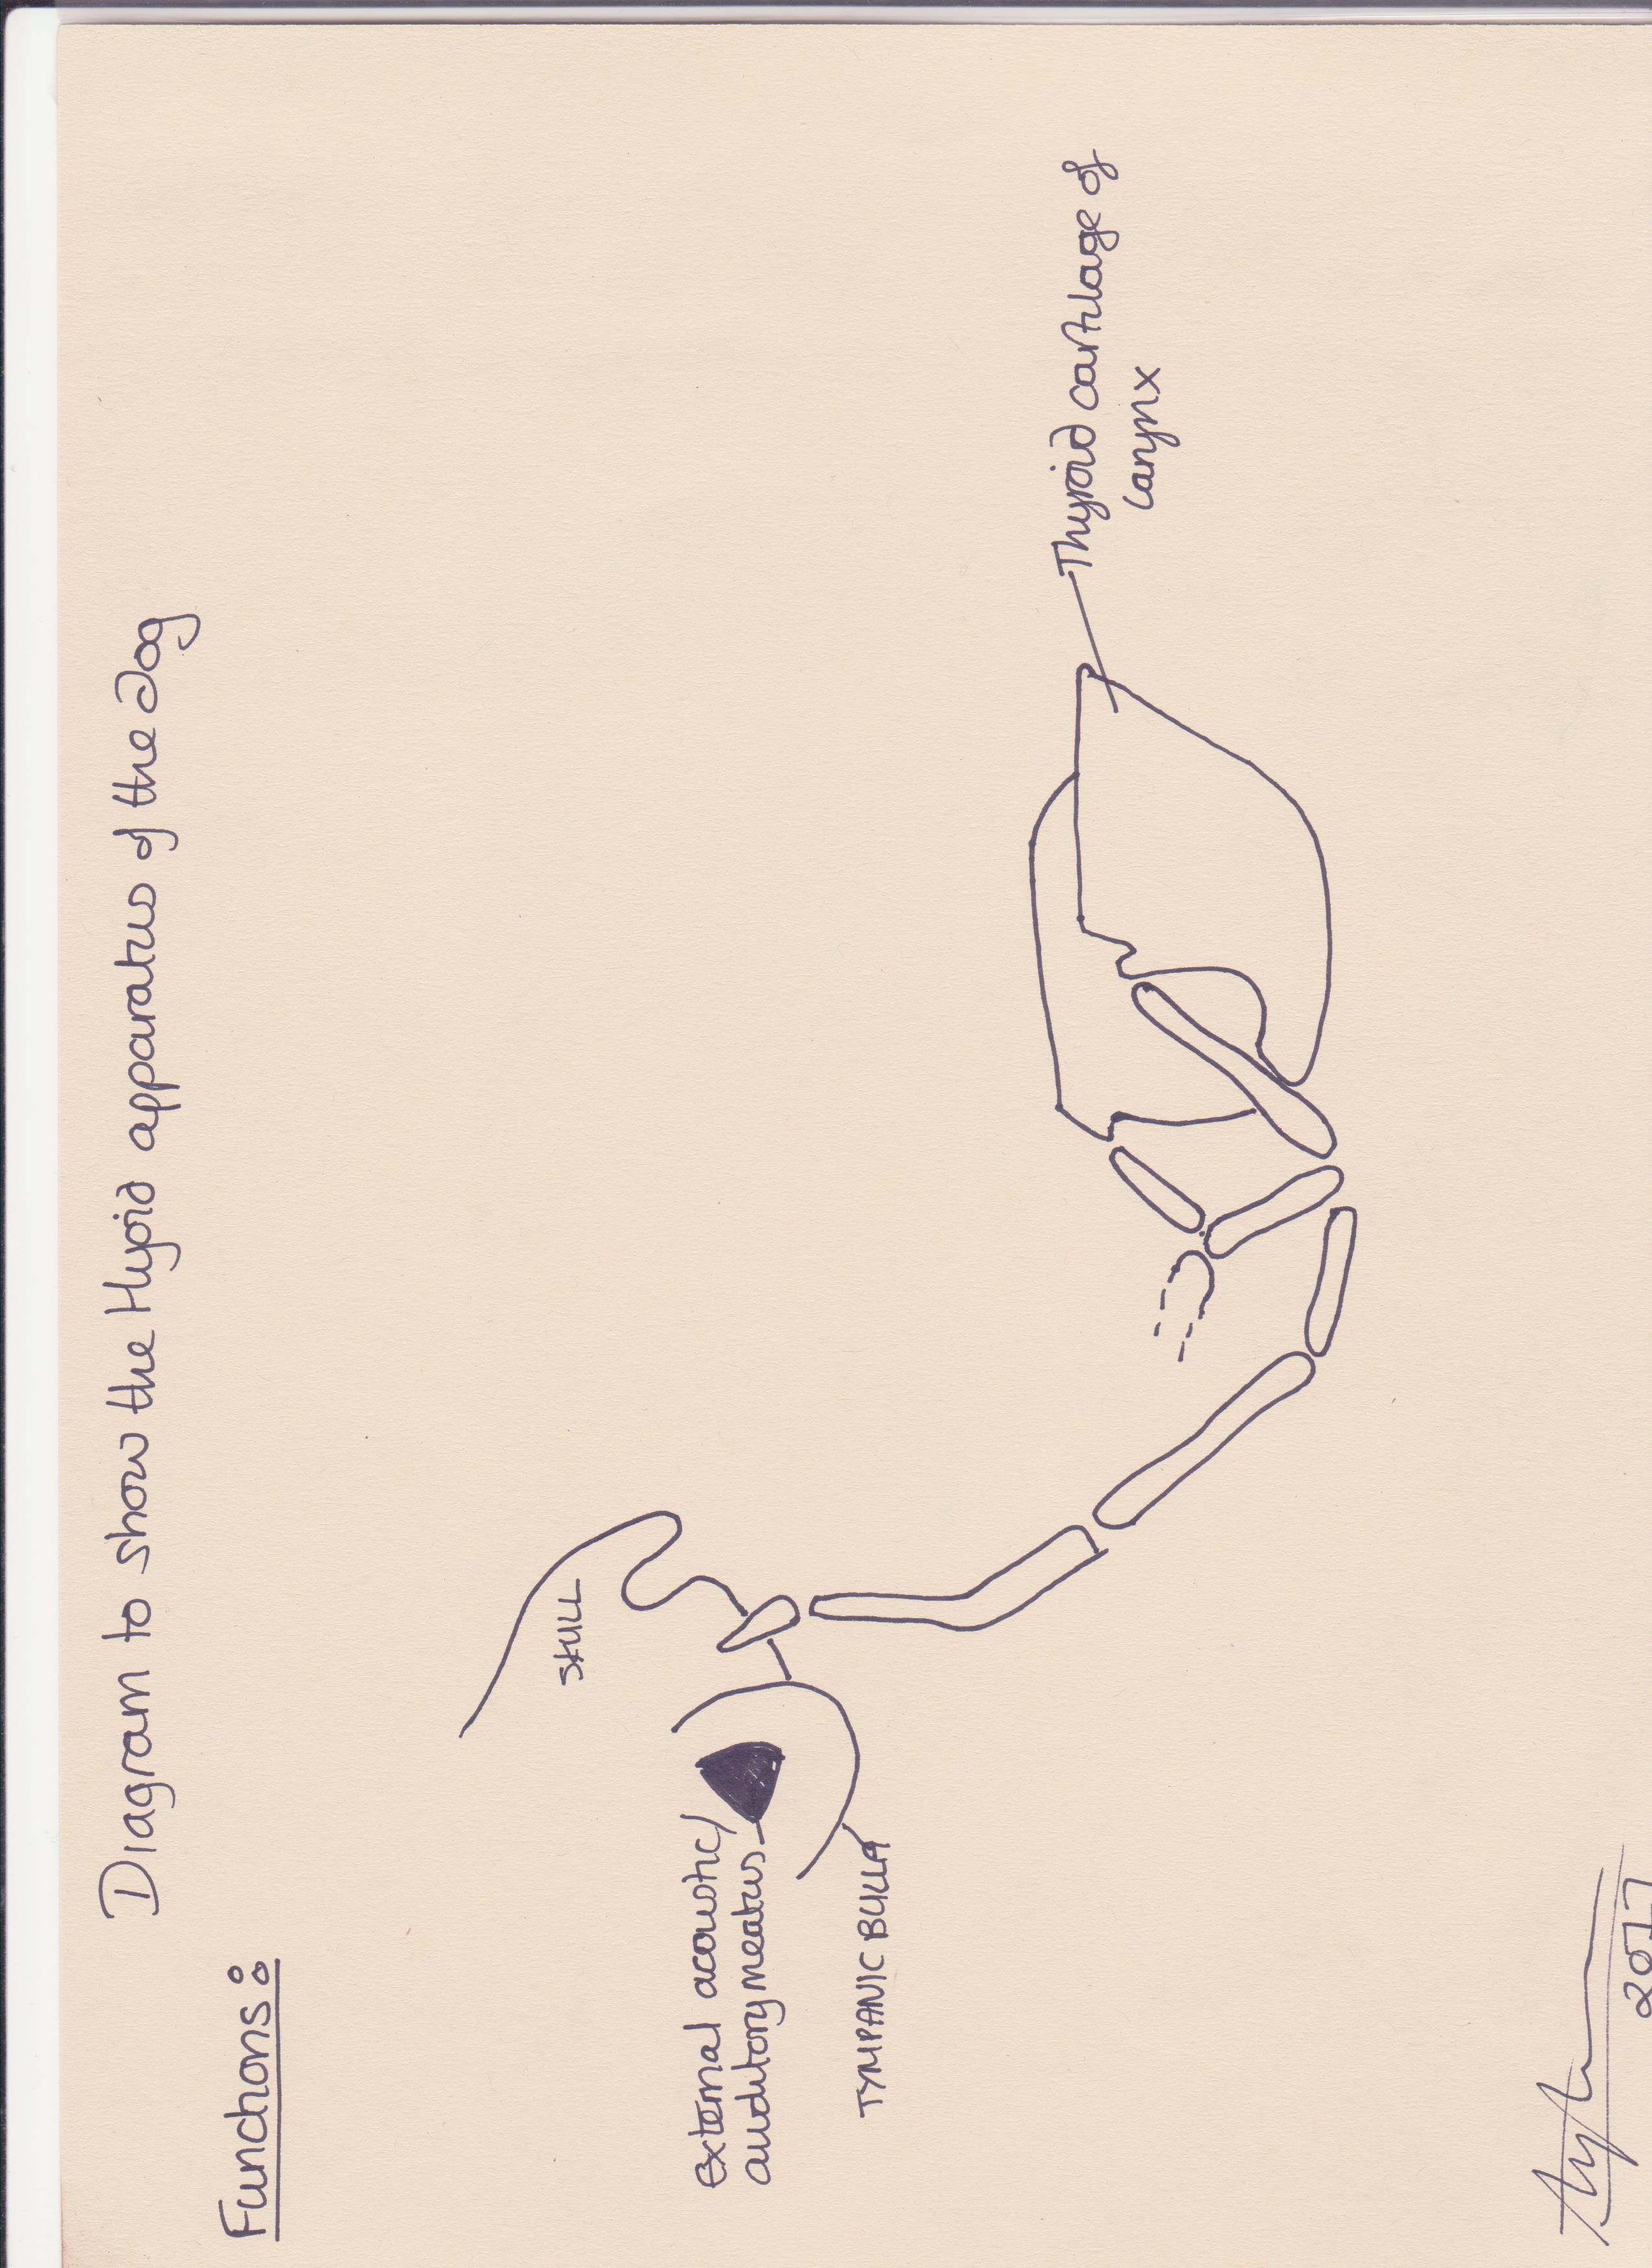 Diagram to show the Hyoid apparatus of the dog
Functions:
SKULL
external acoustic/
auditory meatus
TYMPANIC BULLA
Thyroid cartilage of
Larynx
2017